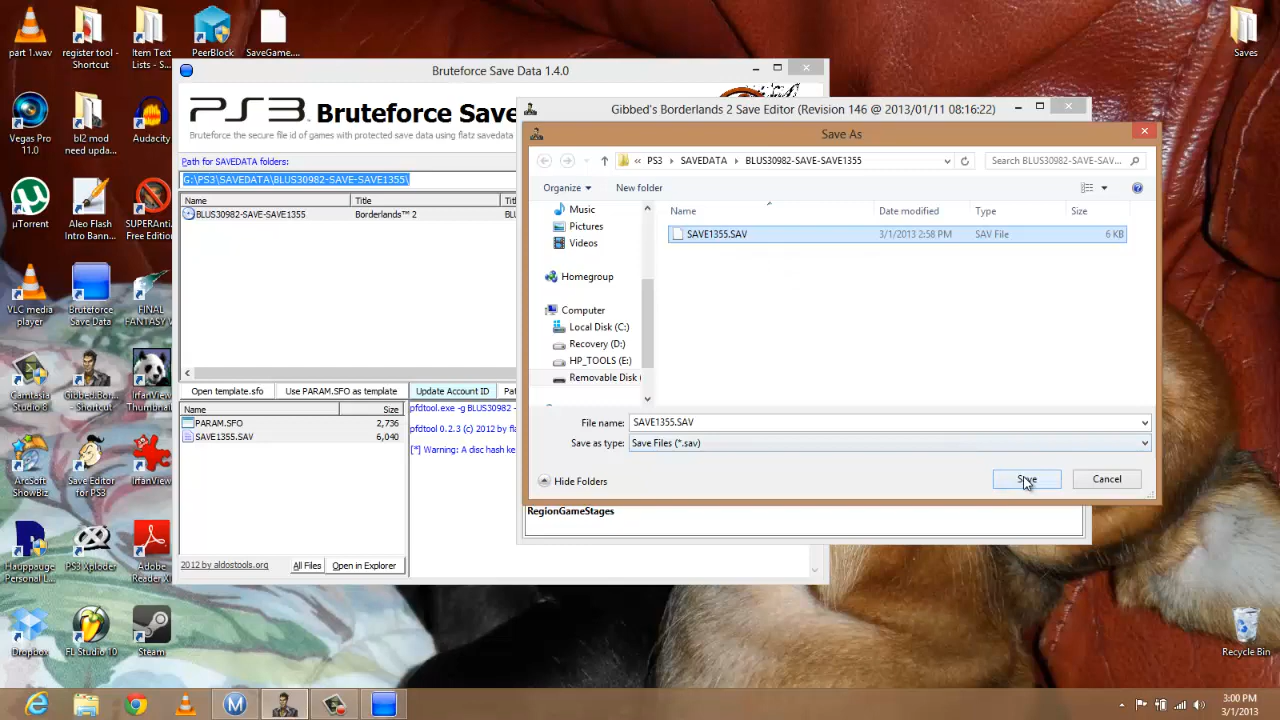 part 1.wav
register tool -
Shortcut
Item Text
Lists - S...
PeerBlock
SaveGame....
Saves
Vegas Pro
11.0
bl2 mod
need upda...
Audacity
µTorrent
Aleo Flash
Intro Bann...
SUPERAnti...
Free Edition
VLC media
player
Bruteforce
Save Data
FINAL
FANTASY V
Camtasia
Studio 8
Gibbed.Bor...
- Shortcut
IrfanView
Thumbnail...
ArcSoft
ShowBiz
Save Editor
for PS3
IrfanView
Hauppauge
Personal L...
PS3 Xploder
Adobe
Reader X
Dropbox
FL Studio 10
Steam
Recycle Bin
Bruteforce Save Data 1.4.0
PS3 Bruteforce Save
Bruteforce the secure file id of games with protected save data using flatz savedata
Path for SAVEDATA folders:
G:\PS3\SAVEDATA\BLUS30982-SAVE-SAVE1355\
Name Title Titl
BLUS30982-SAVE-SAVE1355 Borderlands™ 2 BLU
Open template.sfo Use PARAM.SFO as template Update Account ID Pat
Name Size
PARAM.SFO 2,736
SAVE1355.SAV 6,040
pfdtool.exe -g BLUS30982 -
pfdtool 0.2.3 (c) 2012 by fla
[*] Warning: A disc hash ke
2012 by aldostools.org All Files Open in Explorer
Gibbed's Borderlands 2 Save Editor (Revision 146 @ 2013/01/11 08:16:22)
Save As
« PS3 SAVEDATA BLUS30982-SAVE-SAVE1355 Search BLUS30982-SAVE-SAV...
Organize New folder
Music
Pictures
Videos
Homegroup
Computer
Local Disk (C:)
Recovery (D:)
HP_TOOLS (E:)
Removable Disk (
Name Date modified Type Size
SAVE1355.SAV 3/1/2013 2:58 PM SAV File 6 KB
File name: SAVE1355.SAV
Save as type: Save Files (*.sav)
Hide Folders Save Cancel
RegionGameStages
3:00 PM
3/1/2013